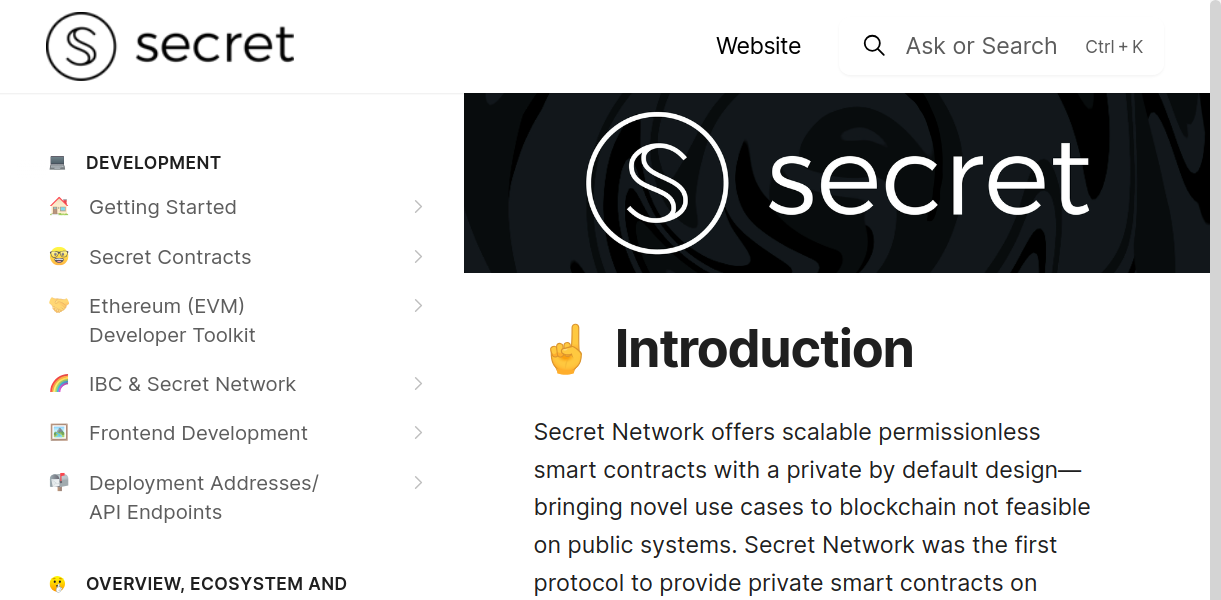 secret
Website
Ask or Search
Ctrl + K
DEVELOPMENT
Getting Started
Secret Contracts
Ethereum (EVM)
Developer Toolkit
IBC & Secret Network
Frontend Development
Deployment Addresses/
API Endpoints
OVERVIEW, ECOSYSTEM AND
secret
Introduction
Secret Network offers scalable permissionless
smart contracts with a private by default design—
bringing novel use cases to blockchain not feasible
on public systems. Secret Network was the first
protocol to provide private smart contracts on